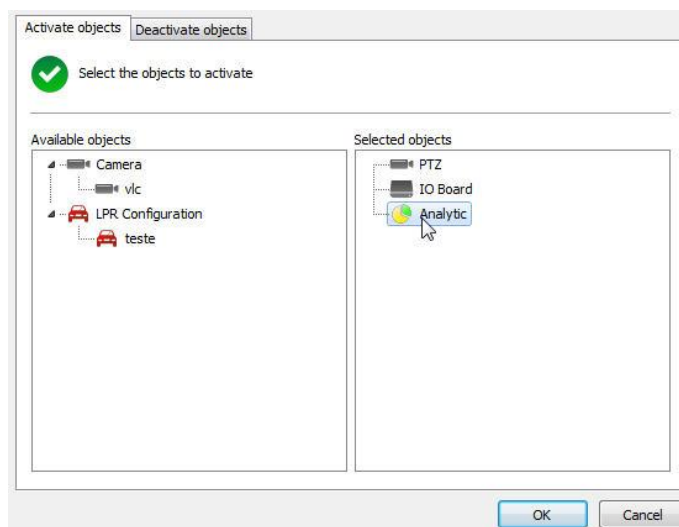 Activate objects
Deactivate objects
Select the objects to activate
Available objects
Camera
vlc
LPR Configuration
teste
Selected objects
PTZ
IO Board
Analytic
OK
Cancel